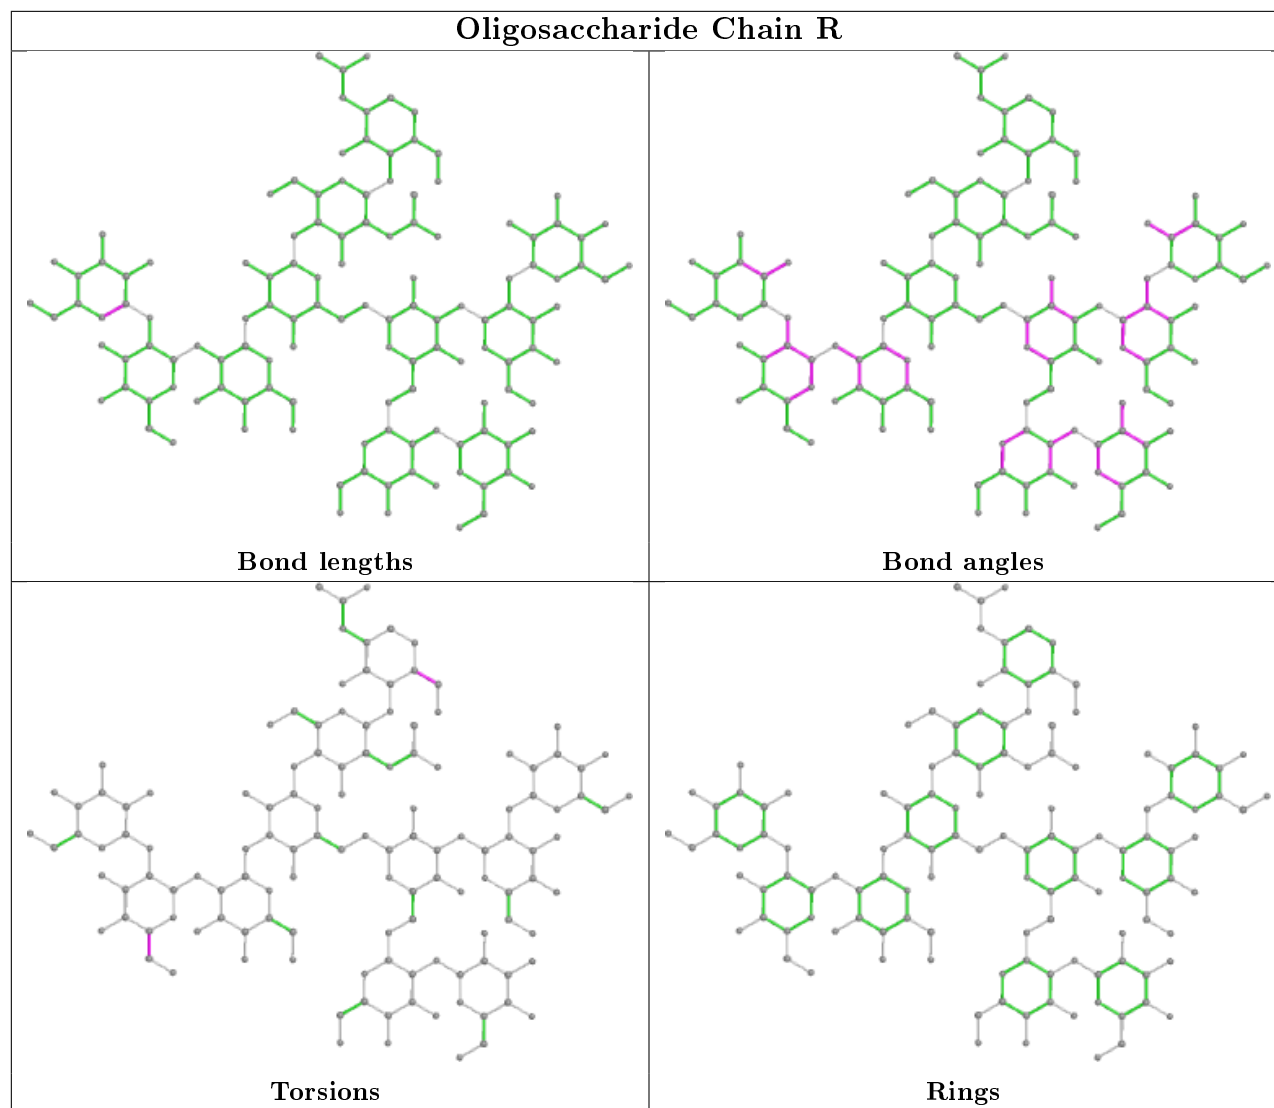 Oligosaccharide Chain R
Bond lengths
Bond angles
Torsions
Rings